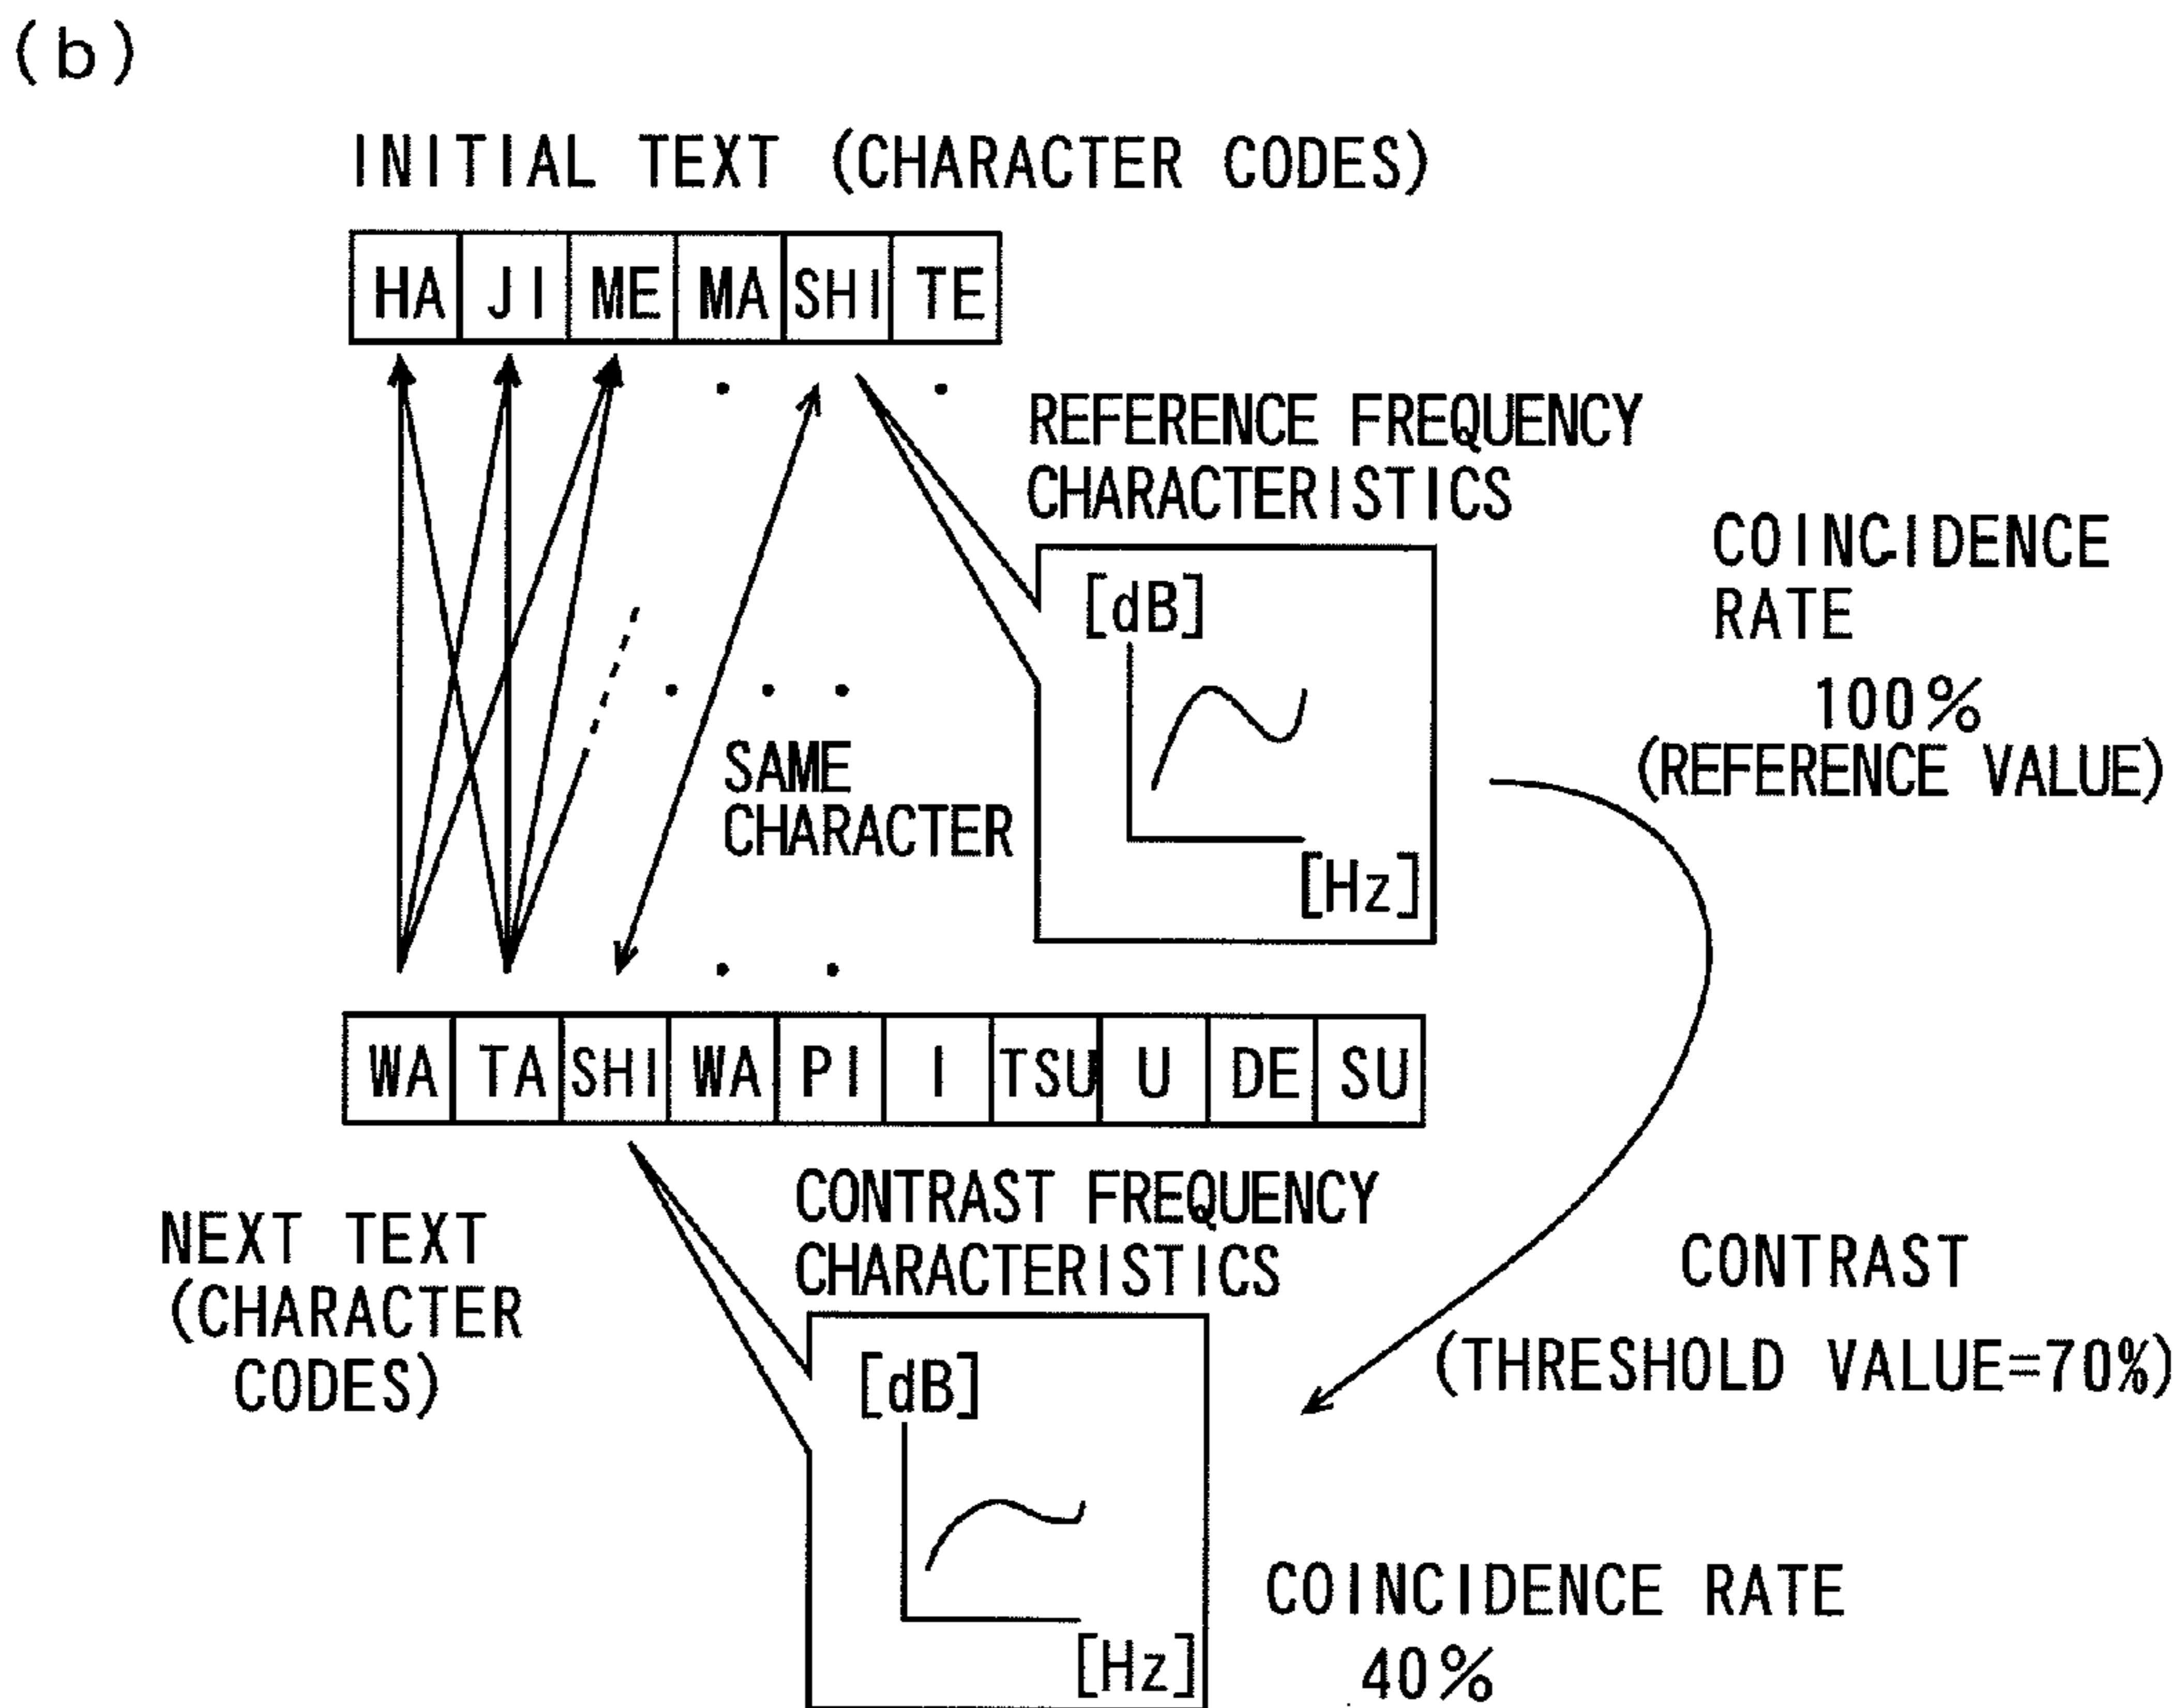 (b)
INITIAL TEXT (CHARACTER CODES)
HA JI ME MA SHI TE
REFERENCE FREQUENCY
CHARACTERISTICS
[dB]
[Hz]
COINCIDENCE
RATE
100%
(REFERENCE VALUE)
SAME
CHARACTER
WA TA SHI WA PI I TSU U DE SU
NEXT TEXT
(CHARACTER
CODES)
CONTRAST FREQUENCY
CHARACTERISTICS
[dB]
[Hz]
CONTRAST
(THRESHOLD VALUE=70%)
COINCIDENCE RATE
40%